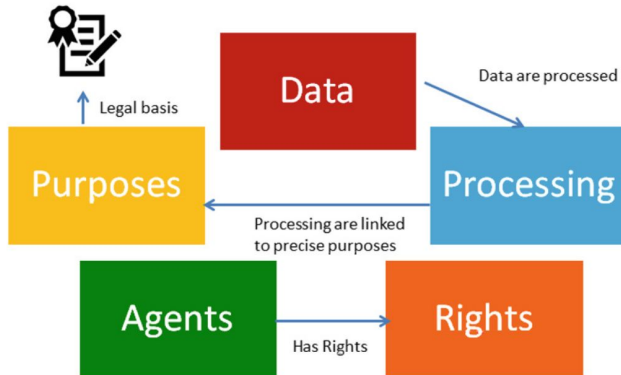 Data
Data are processed
Legal basis
Purposes
Processing
Processing are linked
to precise purposes
Agents
Rights
Has Rights